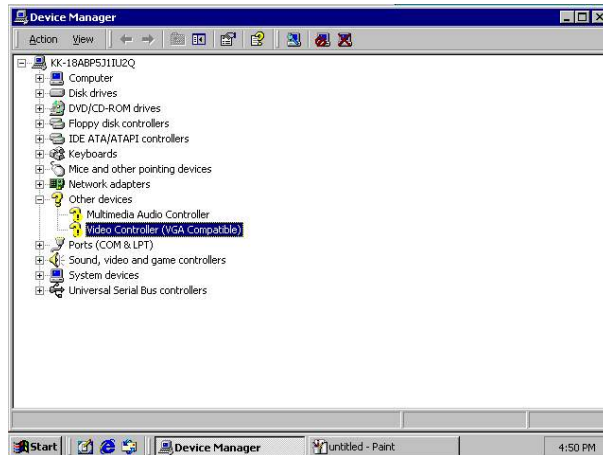 Device Manager
Action View
KK-18ABP5J1IU2Q
Computer
Disk drives
DVD/CD-ROM drives
Floppy disk controllers
IDE ATA/ATAPI controllers
Keyboards
Mice and other pointing devices
Network adapters
Other devices
Multimedia Audio Controller
Video Controller (VGA Compatible)
Ports (COM & LPT)
Sound, video and game controllers
System devices
Universal Serial Bus controllers
Start Device Manager untitled - Paint 4:50 PM